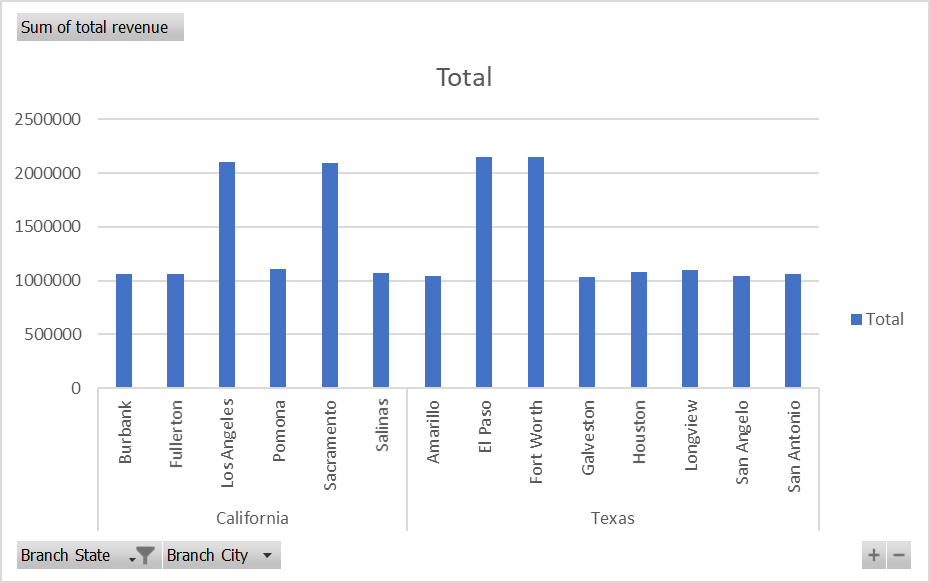 Sum of total revenue
Total
2500000
2000000
1500000
1000000
500000
0
Burbank
Fullerton
Los Angeles
Pomona
Sacramento
Salinas
Amarillo
El Paso
Fort Worth
Galveston
Houston
Longview
San Angelo
San Antonio
California
Texas
Total
Branch State
Branch City
+
−